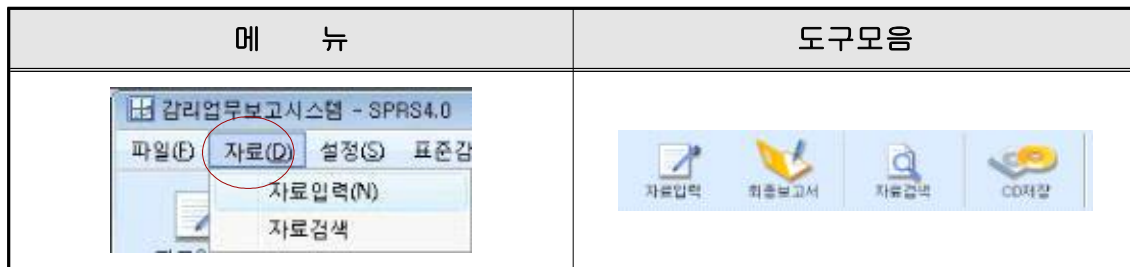 메 뉴
도구모음
감리업무보고시스템 - SPRS4.0
파일(F) 자료(D) 설정(S) 표준감
자료입력(N)
자료검색
자료입력 최종보고서 자료검색 CD저장